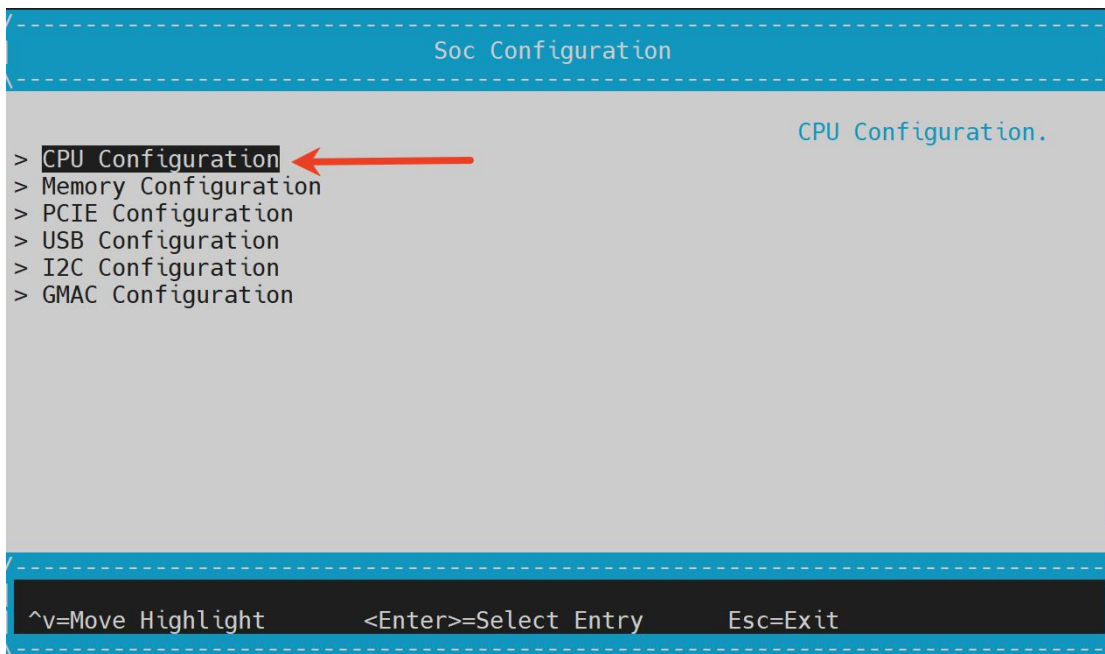 Soc Configuration
CPU Configuration.
> CPU Configuration
> Memory Configuration
> PCIE Configuration
> USB Configuration
> I2C Configuration
> GMAC Configuration
^v=Move Highlight <Enter>=Select Entry Esc=Exit